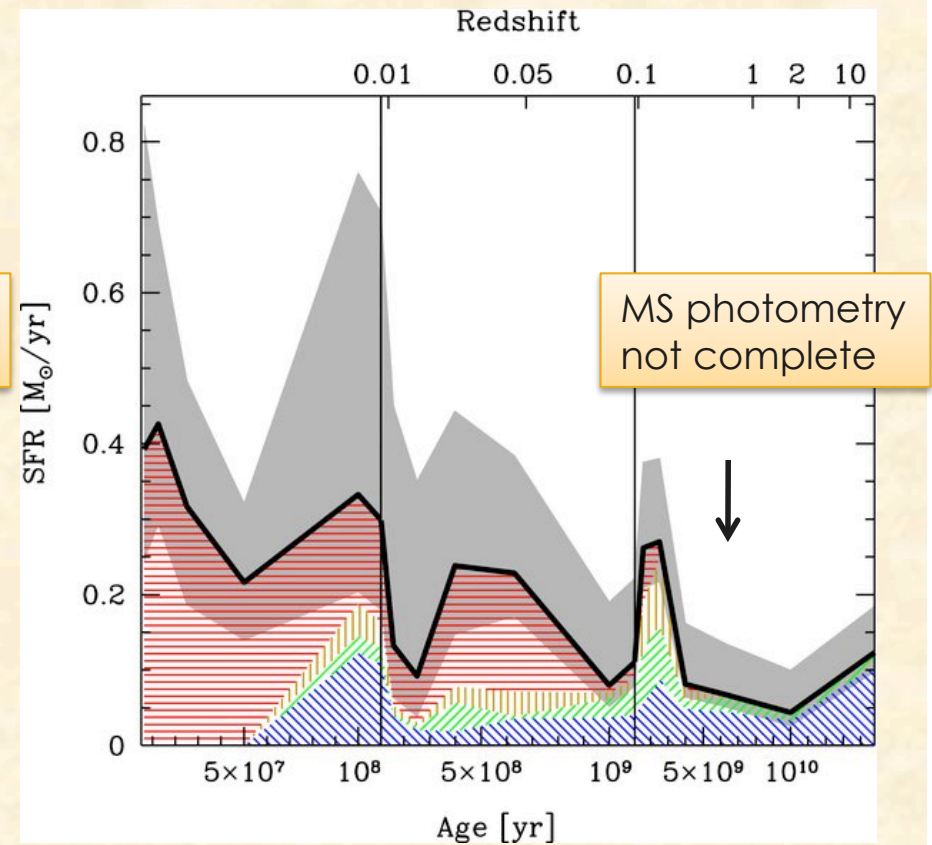 Redshift
0.01 0.05 0.1 1 2 10
0.8
0.6
MS photometry
not complete
0.4
0.2
0
SFR [M☉/yr]
5×10⁷ 10⁸ 5×10⁸ 10⁹ 5×10⁹ 10¹⁰
Age [yr]